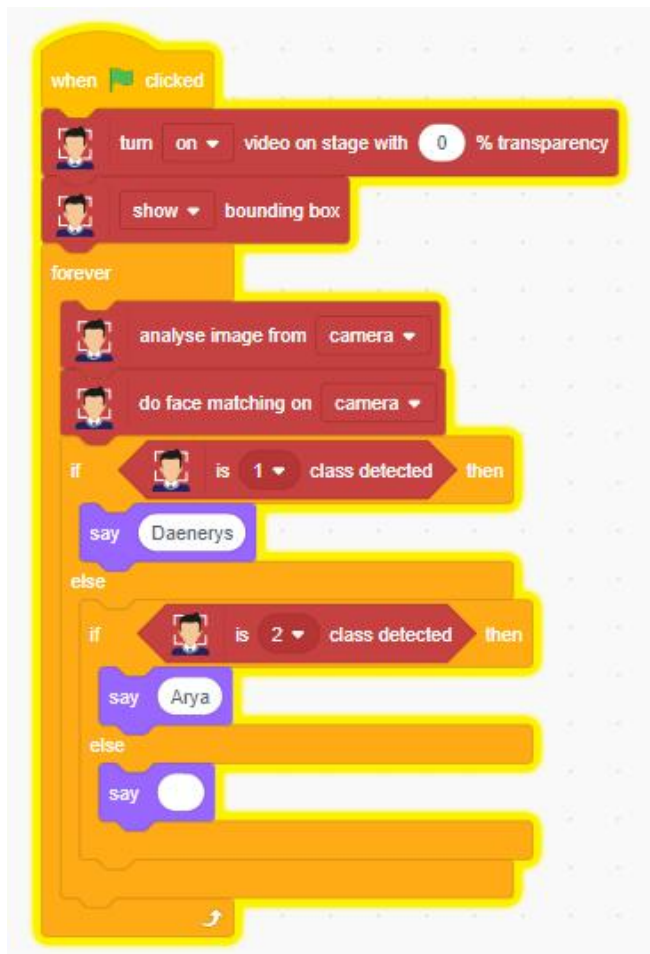 when clicked
turn on video on stage with 0 % transparency
show bounding box
forever
analyse image from camera
do face matching on camera
if is 1 class detected then
say Daenerys
else
if is 2 class detected then
say Arya
else
say